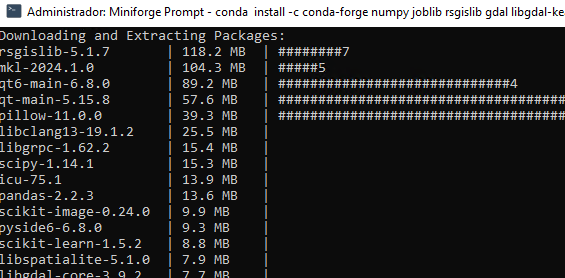 Administrador: Miniforge Prompt - conda install -c conda-forge numpy joblib rsgislib gdal libgdal-ke
Downloading and Extracting Packages:
rsgislib-5.1.7 | 118.2 MB | ########7
mkl-2024.1.0 | 104.3 MB | #####5
qt6-main-6.8.0 | 89.2 MB | #############################4
qt-main-5.15.8 | 57.6 MB | ####################################
pillow-11.0.0 | 39.3 MB | ####################################
libclang13-19.1.2 | 25.5 MB |
libgrpc-1.62.2 | 15.4 MB |
scipy-1.14.1 | 15.3 MB |
icu-75.1 | 13.9 MB |
pandas-2.2.3 | 13.6 MB |
scikit-image-0.24.0 | 9.9 MB |
pyside6-6.8.0 | 9.3 MB |
scikit-learn-1.5.2 | 8.8 MB |
libspatialite-5.1.0 | 7.9 MB |
libgdal-core-3.9.2 | 7.7 MB |